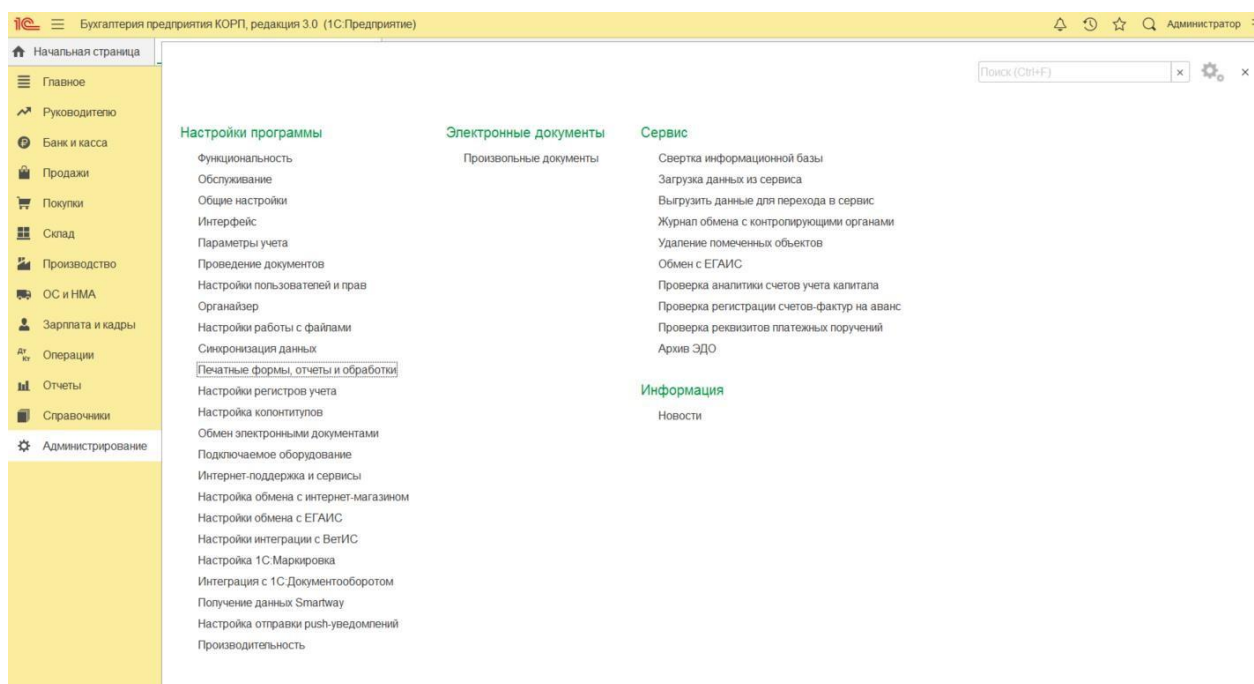 1С Бухгалтерия предприятия КОРП, редакция 3.0 (1С:Предприятие) Администратор
Начальная страница
Поиск (Ctrl+F)
Главное
Руководителю
Банк и касса
Продажи
Покупки
Склад
Производство
ОС и НМА
Зарплата и кадры
Дт Кт Операции
Отчеты
Справочники
Администрирование
Настройки программы
Функциональность
Обслуживание
Общие настройки
Интерфейс
Параметры учета
Проведение документов
Настройки пользователей и прав
Органайзер
Настройки работы с файлами
Синхронизация данных
Печатные формы, отчеты и обработки
Настройки регистров учета
Настройка колонтитулов
Обмен электронными документами
Подключаемое оборудование
Интернет-поддержка и сервисы
Настройка обмена с интернет-магазином
Настройки обмена с ЕГАИС
Настройки интеграции с ВетИС
Настройка 1С:Маркировка
Интеграция с 1С:Документооборотом
Получение данных Smartway
Настройка отправки push-уведомлений
Производительность
Электронные документы
Произвольные документы
Сервис
Свертка информационной базы
Загрузка данных из сервиса
Выгрузить данные для перехода в сервис
Журнал обмена с контролирующими органами
Удаление помеченных объектов
Обмен с ЕГАИС
Проверка аналитики счетов учета капитала
Проверка регистрации счетов-фактур на аванс
Проверка реквизитов платежных поручений
Архив ЭДО
Информация
Новости